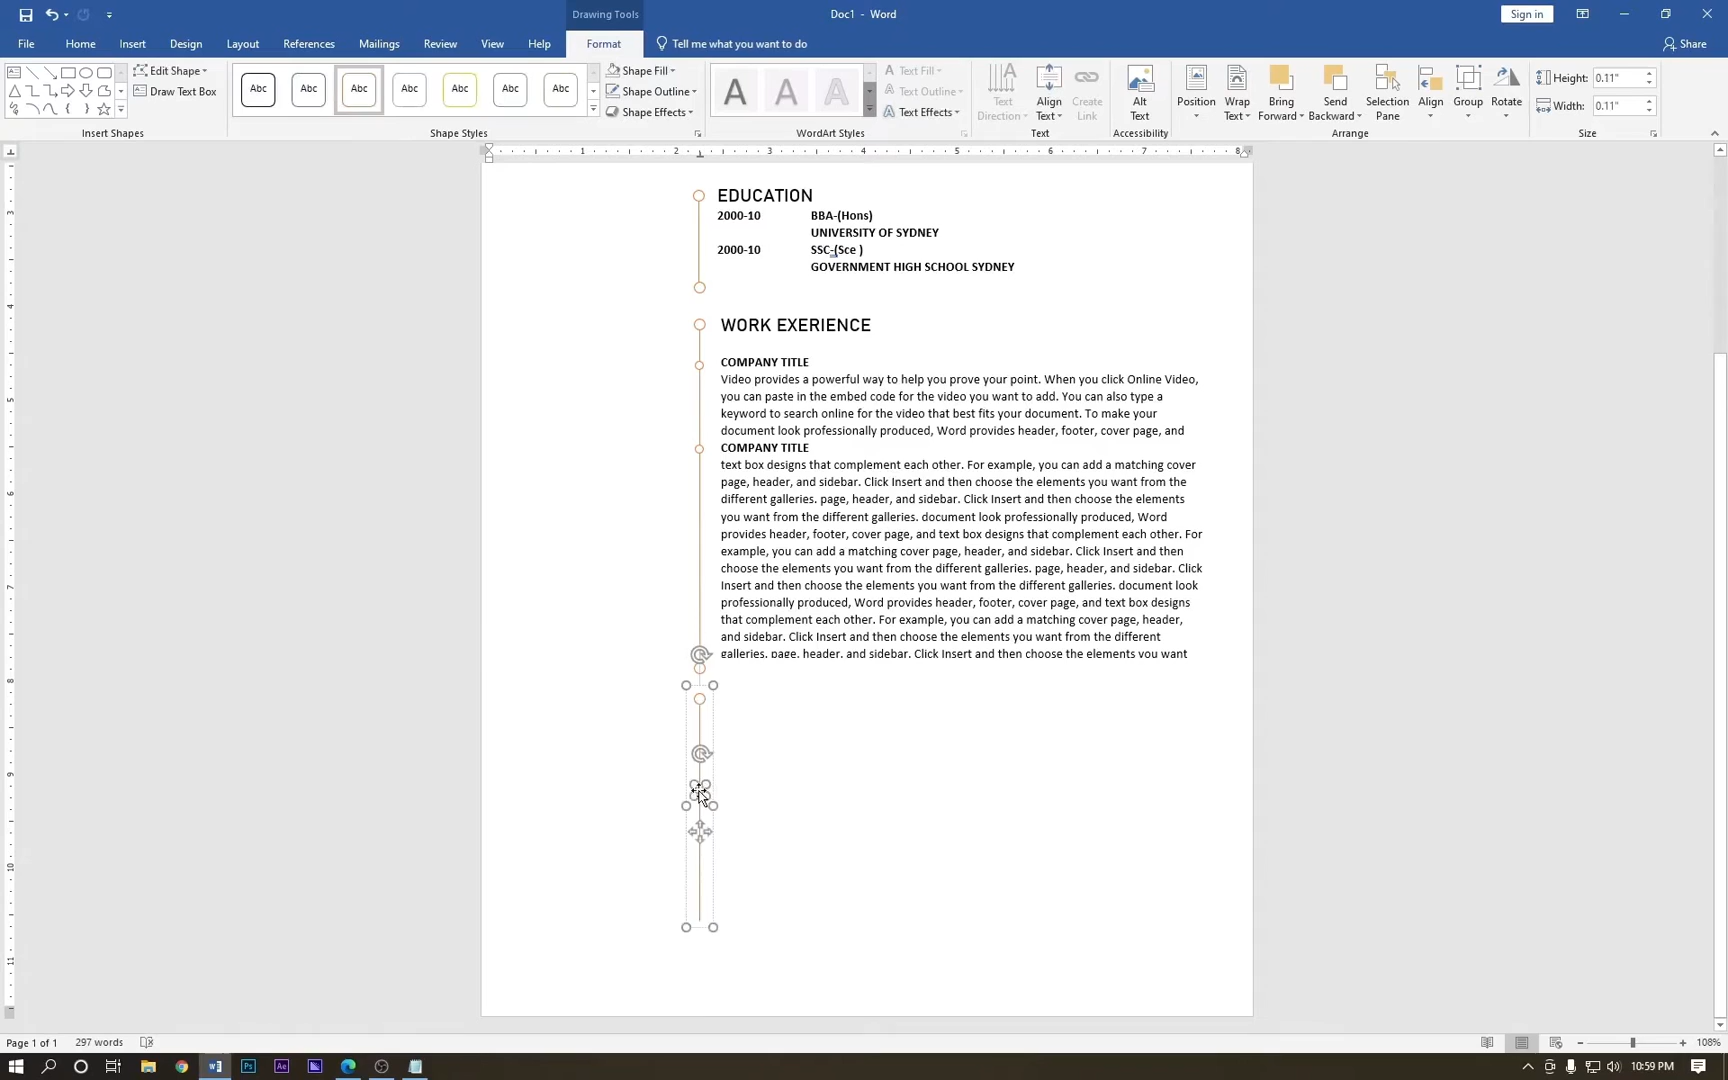 Drawing Tools
Doc1 - Word
Sign in
File
Home
Insert
Design
Layout
References
Mailings
Review
View
Help
Format
Tell me what you want to do
Share
Edit Shape
Draw Text Box
Insert Shapes
Abc
Abc
Abc
Abc
Abc
Abc
Abc
Shape Styles
Shape Fill
Shape Outline
Shape Effects
A
A
A
WordArt Styles
Text Fill
Text Outline
Text Effects
Text Direction
Align Text
Create Link
Text
Alt Text
Accessibility
Position
Wrap Text
Bring Forward
Send Backward
Selection Pane
Align
Group
Rotate
Arrange
Height: 0.11"
Width: 0.11"
Size
1 2 3 4 5 6 7 8
3
4
5
6
7
8
9
10
11
EDUCATION
2000-10 BBA-(Hons)
UNIVERSITY OF SYDNEY
2000-10 SSC-(Sce )
GOVERNMENT HIGH SCHOOL SYDNEY
WORK EXERIENCE
COMPANY TITLE
Video provides a powerful way to help you prove your point. When you click Online Video,
you can paste in the embed code for the video you want to add. You can also type a
keyword to search online for the video that best fits your document. To make your
document look professionally produced, Word provides header, footer, cover page, and
COMPANY TITLE
text box designs that complement each other. For example, you can add a matching cover
page, header, and sidebar. Click Insert and then choose the elements you want from the
different galleries. page, header, and sidebar. Click Insert and then choose the elements
you want from the different galleries. document look professionally produced, Word
provides header, footer, cover page, and text box designs that complement each other. For
example, you can add a matching cover page, header, and sidebar. Click Insert and then
choose the elements you want from the different galleries. page, header, and sidebar. Click
Insert and then choose the elements you want from the different galleries. document look
professionally produced, Word provides header, footer, cover page, and text box designs
that complement each other. For example, you can add a matching cover page, header,
and sidebar. Click Insert and then choose the elements you want from the different
galleries. page, header, and sidebar. Click Insert and then choose the elements you want
Page 1 of 1
297 words
108%
10:59 PM